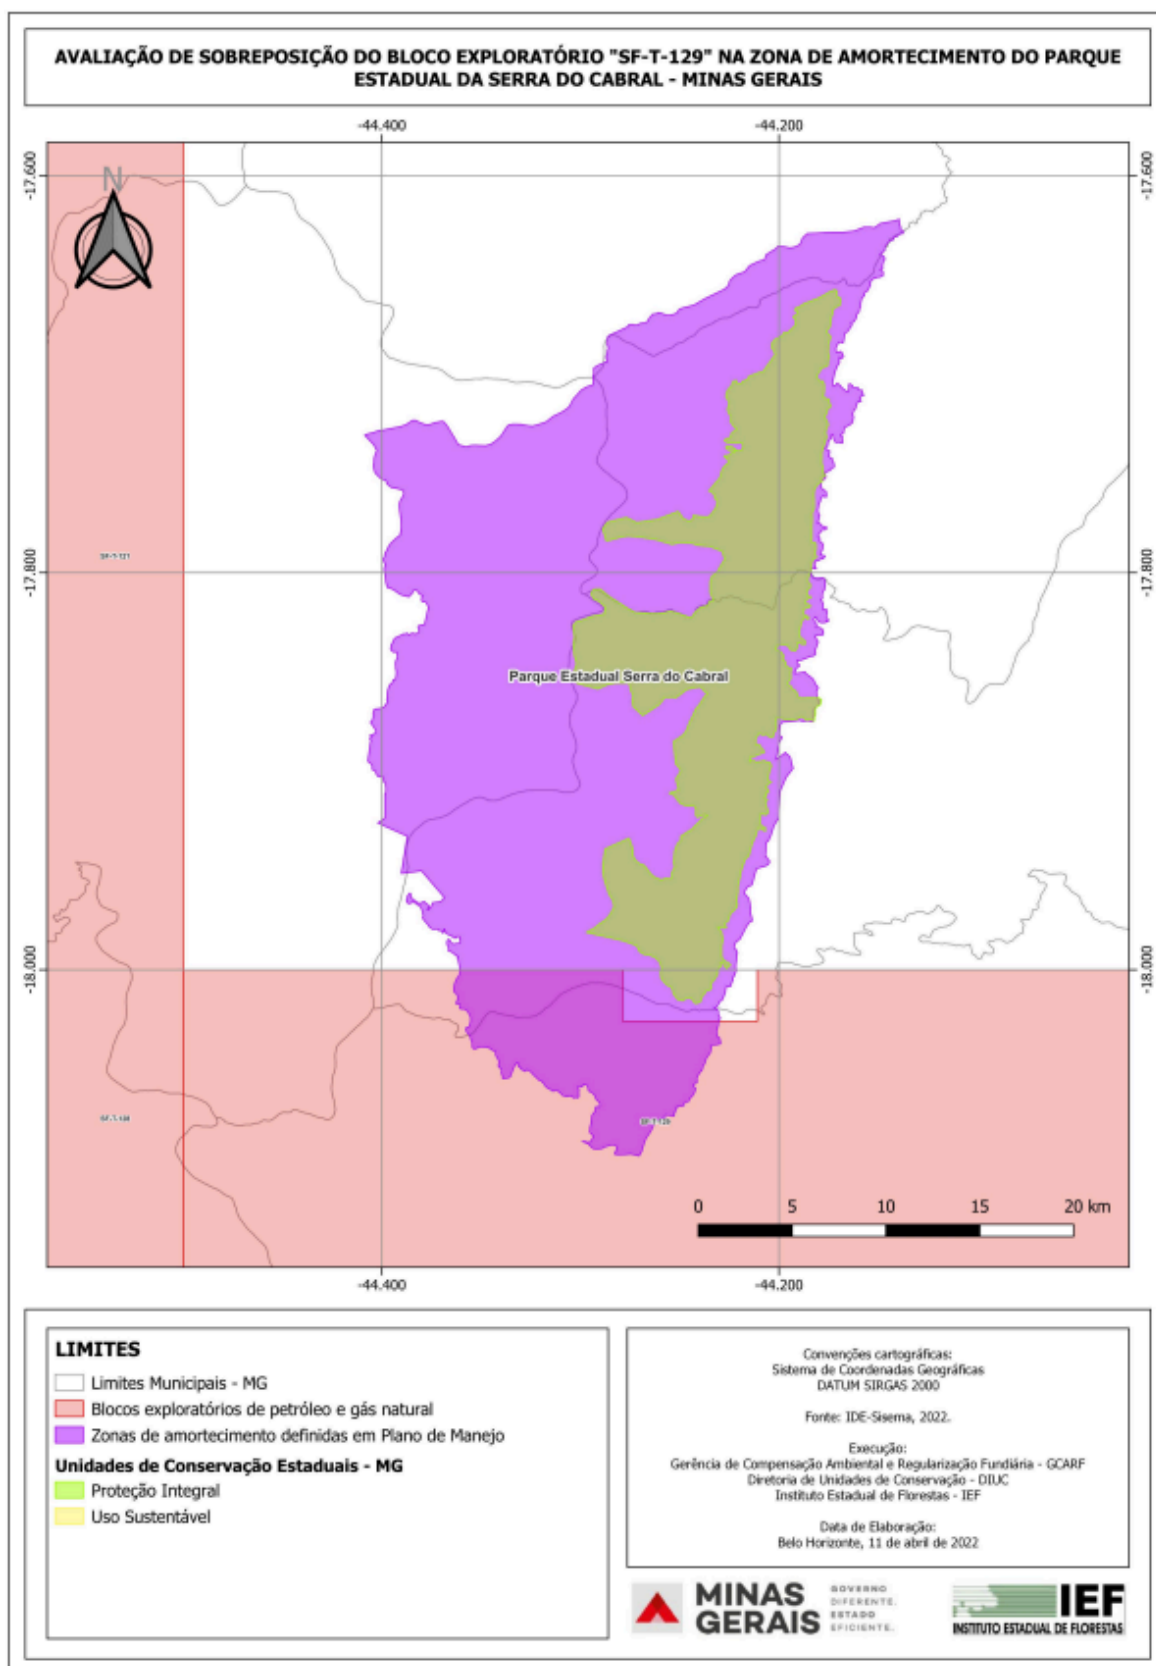 AVALIAÇÃO DE SOBREPOSIÇÃO DO BLOCO EXPLORATÓRIO "SF-T-129" NA ZONA DE AMORTECIMENTO DO PARQUE
ESTADUAL DA SERRA DO CABRAL - MINAS GERAIS
-44.400 -44.200
-17.600 -17.600
N
SF-T-121
-17.800 -17.800
Parque Estadual Serra do Cabral
-18.000 -18.000
SF-T-129
0 5 10 15 20 km
-44.400 -44.200
LIMITES
Limites Municipais - MG
Blocos exploratórios de petróleo e gás natural
Zonas de amortecimento definidas em Plano de Manejo
Unidades de Conservação Estaduais - MG
Proteção Integral
Uso Sustentável
Convenções cartográficas:
Sistema de Coordenadas Geográficas
DATUM SIRGAS 2000
Fonte: IDE-Sisema, 2022.
Execução:
Gerência de Compensação Ambiental e Regularização Fundiária - GCARF
Diretoria de Unidades de Conservação - DIUC
Instituto Estadual de Florestas - IEF
Data de Elaboração:
Belo Horizonte, 11 de abril de 2022
MINAS
GERAIS
GOVERNO
DIFERENTE.
ESTADO
EFICIENTE.
IEF
INSTITUTO ESTADUAL DE FLORESTAS